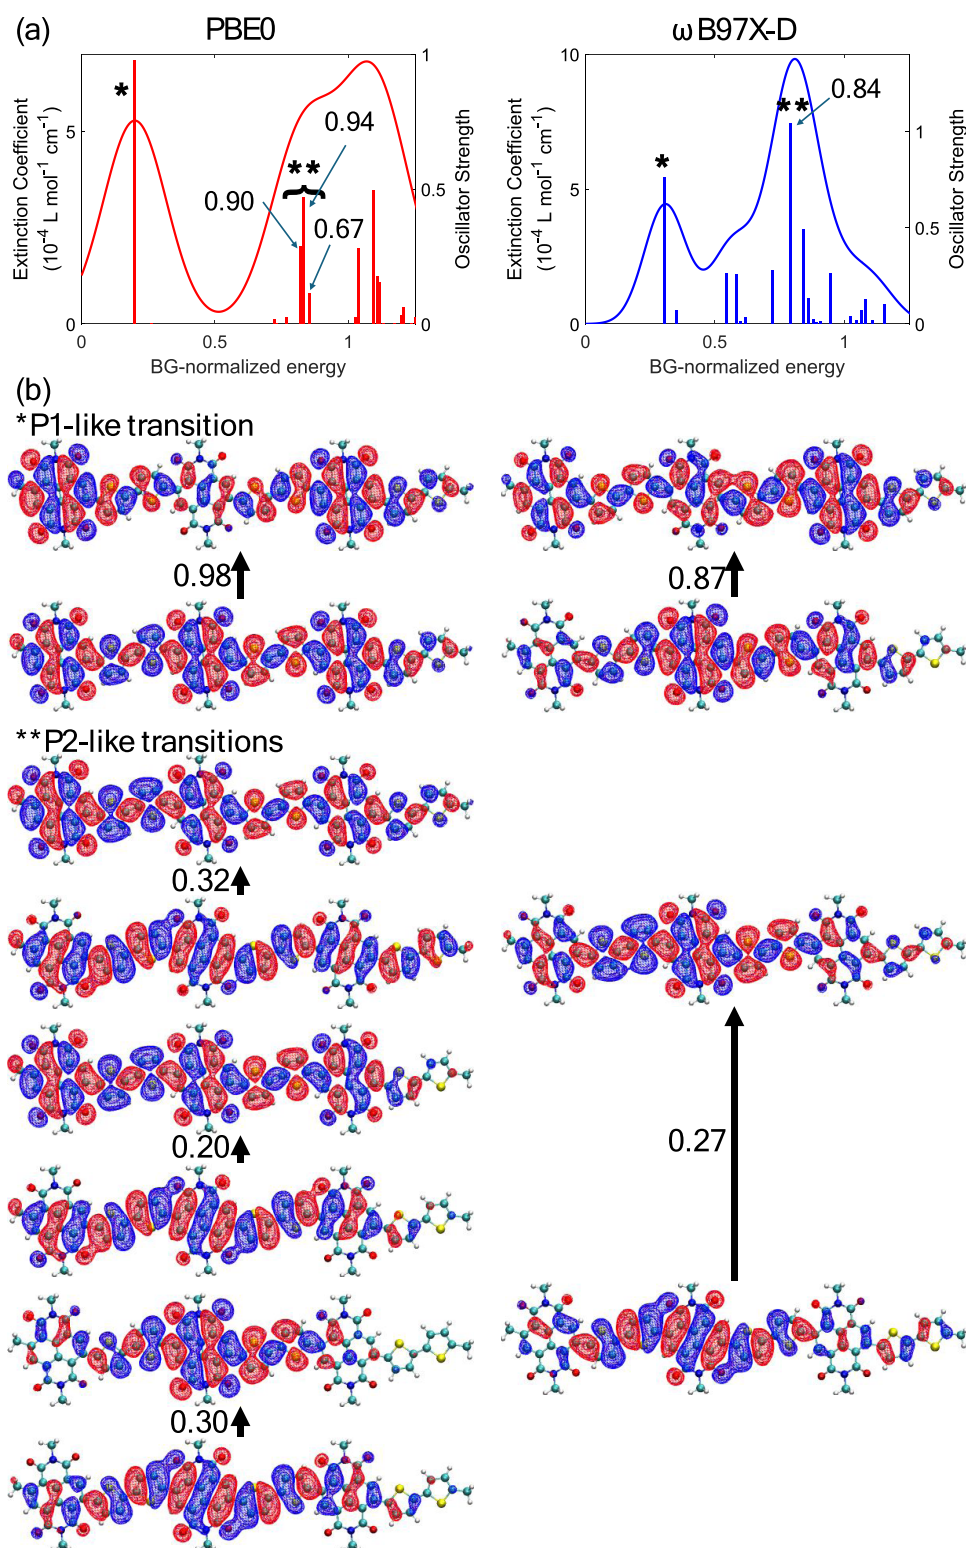 (a)
PBE0
ωB97X-D
Extinction Coefficient
(10⁻⁴ L mol⁻¹ cm⁻¹)
5
0
*
**
0.94
0.90
0.67
1
0.5
0
Oscillator Strength
0
0.5
1
BG-normalized energy
Extinction Coefficient
(10⁻⁴ L mol⁻¹ cm⁻¹)
10
5
0
*
**
0.84
1
0.5
0
Oscillator Strength
0
0.5
1
BG-normalized energy
(b)
*P1-like transition
0.98
0.87
**P2-like transitions
0.32
0.20
0.27
0.30